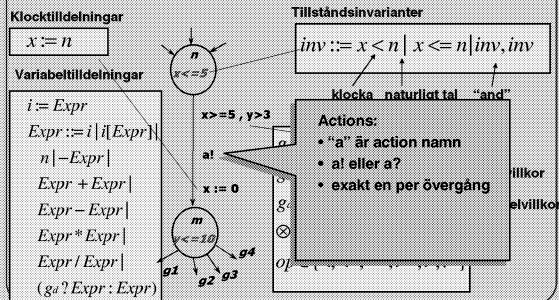 Klocktilldelningar
x := n
Variabeltilldelningar
i := Expr
Expr ::= i | i[Expr] |
n | −Expr |
Expr + Expr |
Expr − Expr |
Expr * Expr |
Expr / Expr |
(g_d ? Expr : Expr)
n
x<=5
x>=5 , y>3
a!
x := 0
m
y<=10
g1
g2
g3
g4
Tillståndsinvarianter
inv ::= x < n | x <= n | inv, inv
klocka naturligt tal “and”
Actions:
• “a” är action namn
• a! eller a?
• exakt en per övergång
villkor
elvillkor
⊗
op